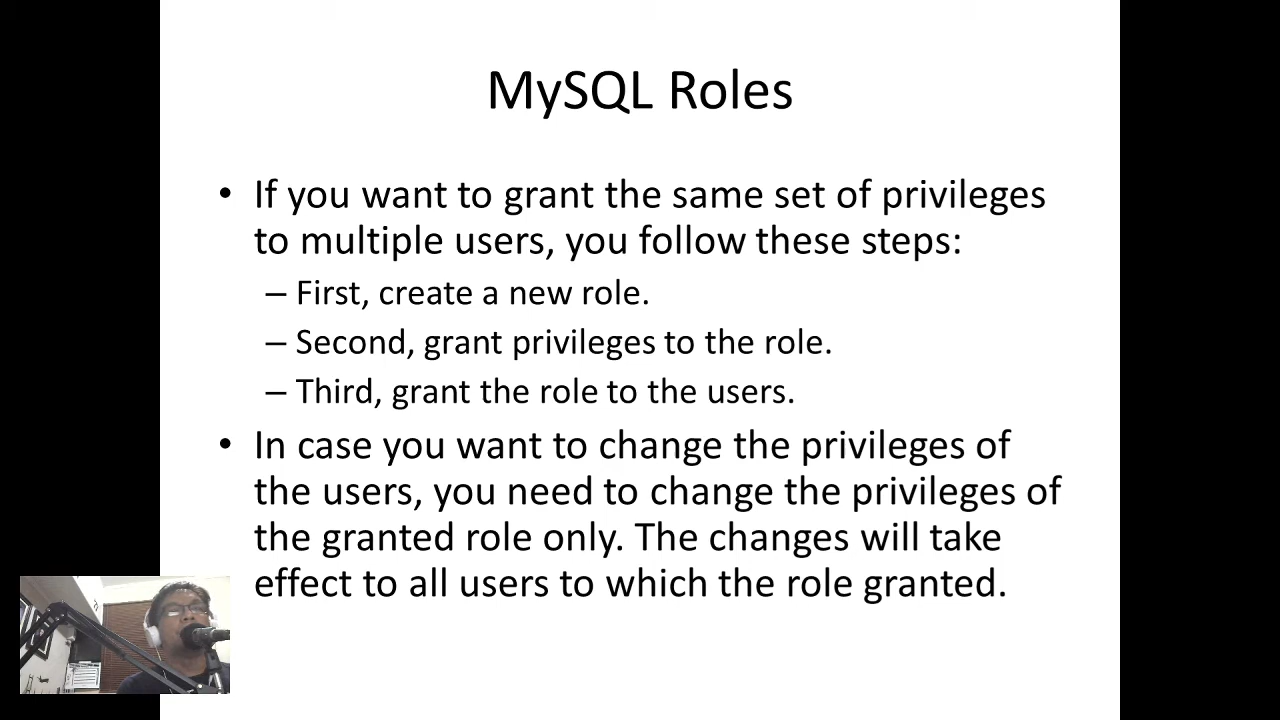 MySQL Roles
• If you want to grant the same set of privileges
to multiple users, you follow these steps:
– First, create a new role.
– Second, grant privileges to the role.
– Third, grant the role to the users.
• In case you want to change the privileges of
the users, you need to change the privileges of
the granted role only. The changes will take
effect to all users to which the role granted.